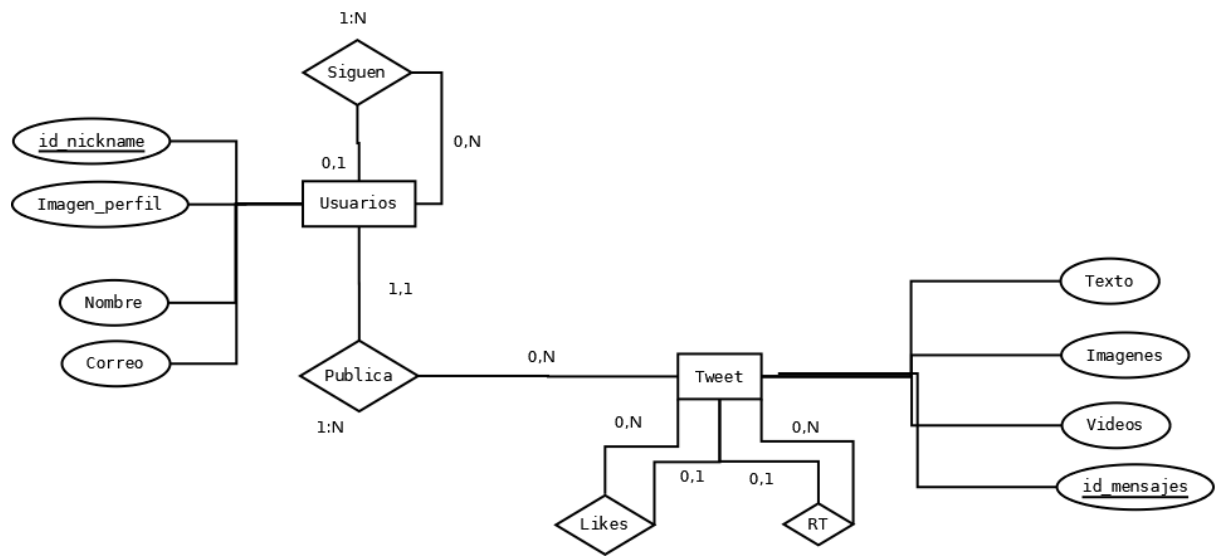 1:N
Siguen
id_nickname
0,N
0,1
Imagen_perfil
Usuarios
1,1
Nombre
Correo
Publica
1:N
0,N
Tweet
Texto
Imagenes
Videos
id_mensajes
0,N
0,N
0,1
0,1
Likes
RT